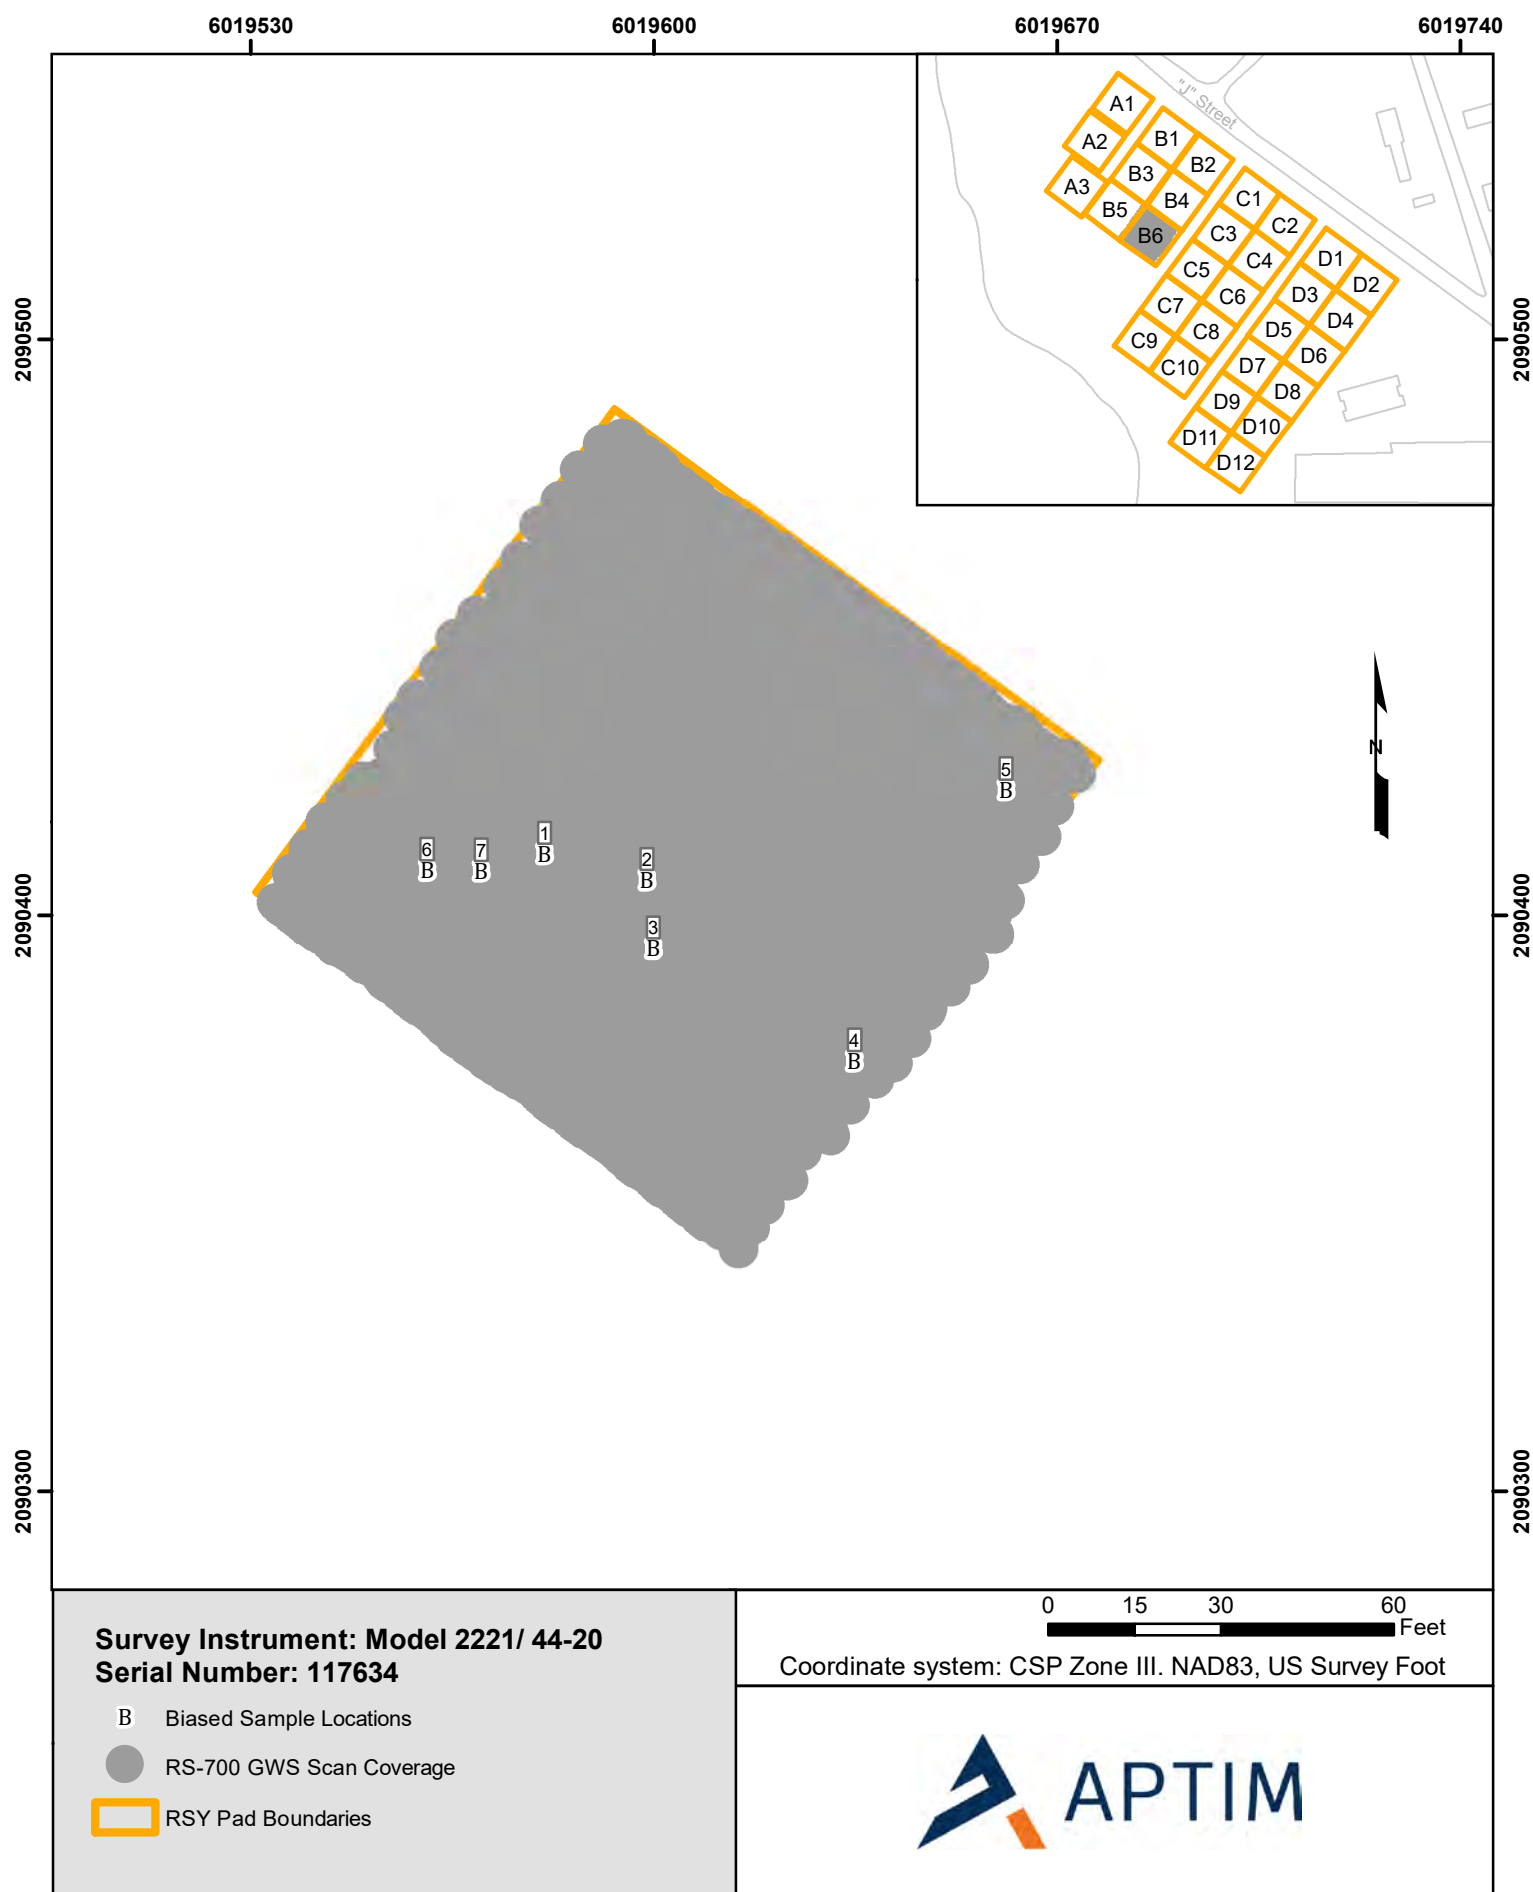 6019530
6019600
6019670
6019740
"J" Street
A1
A2
A3
B1
B2
B3
B4
B5
B6
C1
C2
C3
C4
C5
C6
C7
C8
C9
C10
D1
D2
D3
D4
D5
D6
D7
D8
D9
D10
D11
D12
2090500
2090500
N
5
B
1
B
6
B
7
B
2
B
3
B
4
B
2090400
2090400
2090300
2090300
Survey Instrument: Model 2221/ 44-20
Serial Number: 117634
B Biased Sample Locations
RS-700 GWS Scan Coverage
RSY Pad Boundaries
0 15 30 60
Feet
Coordinate system: CSP Zone III. NAD83, US Survey Foot
APTIM